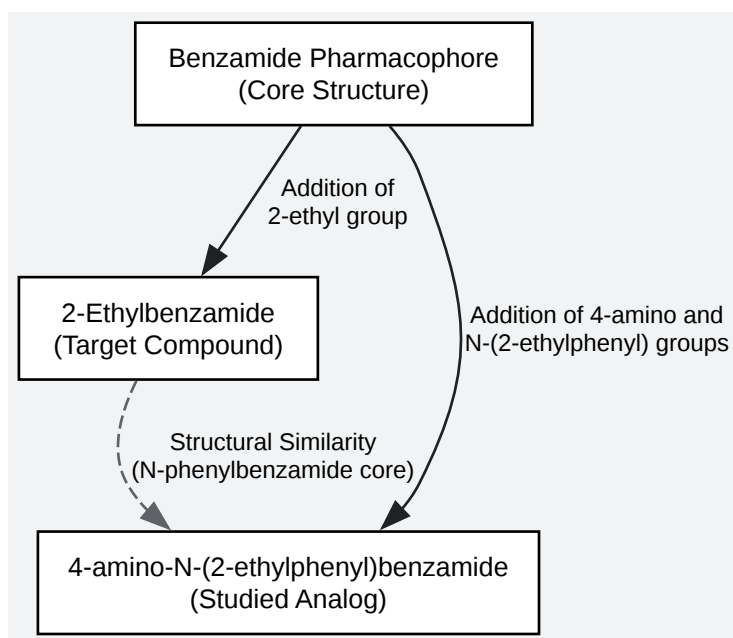 Benzamide Pharmacophore
(Core Structure)
Addition of
2-ethyl group
2-Ethylbenzamide
(Target Compound)
Addition of 4-amino and
N-(2-ethylphenyl) groups
Structural Similarity
(N-phenylbenzamide core)
4-amino-N-(2-ethylphenyl)benzamide
(Studied Analog)